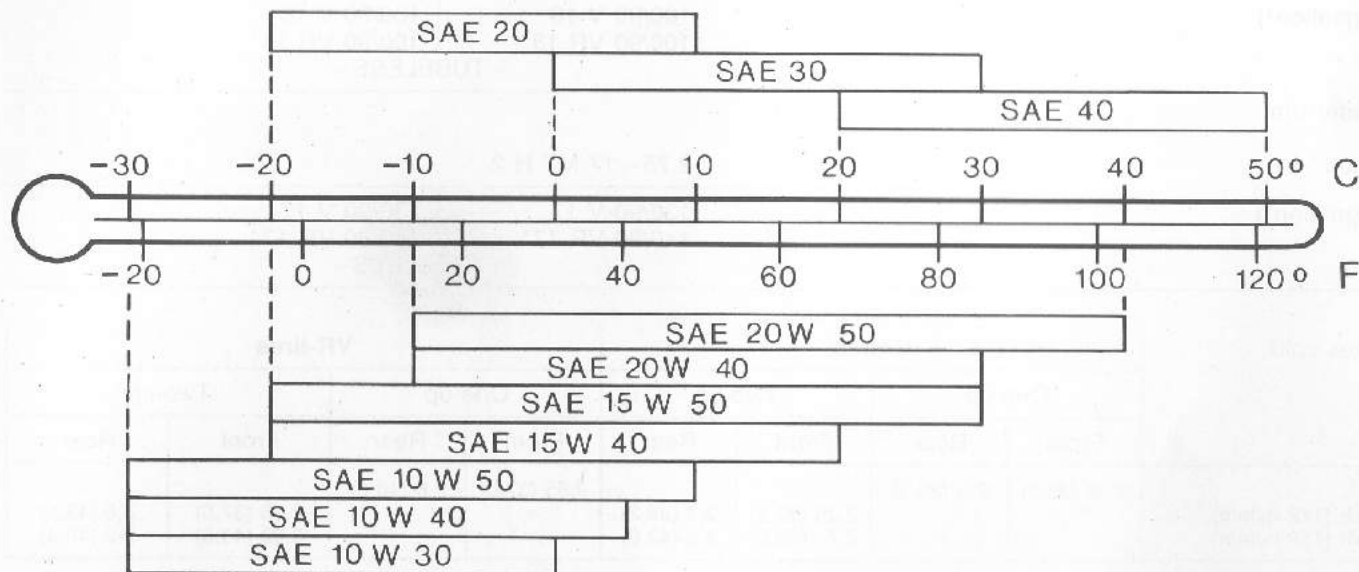 SAE 20
SAE 30
SAE 40
-30 -20 -10 0 10 20 30 40 50° C
-20 0 20 40 60 80 100 120° F
SAE 20W 50
SAE 20W 40
SAE 15 W 50
SAE 15 W 40
SAE 10 W 50
SAE 10 W 40
SAE 10 W 30